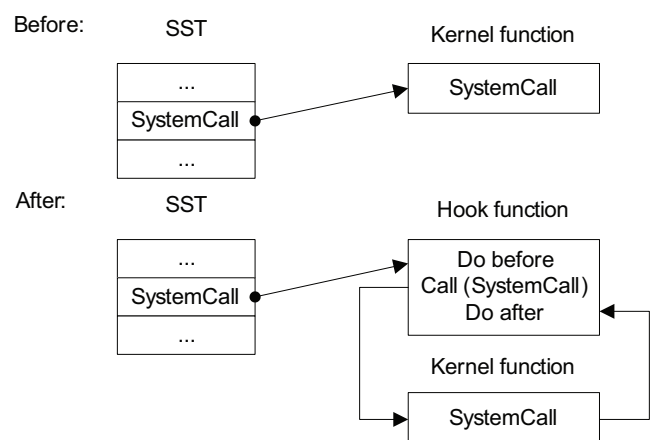 Before:
SST
Kernel function
...
SystemCall
...
SystemCall
After:
SST
Hook function
...
SystemCall
...
Do before
Call (SystemCall)
Do after
Kernel function
SystemCall